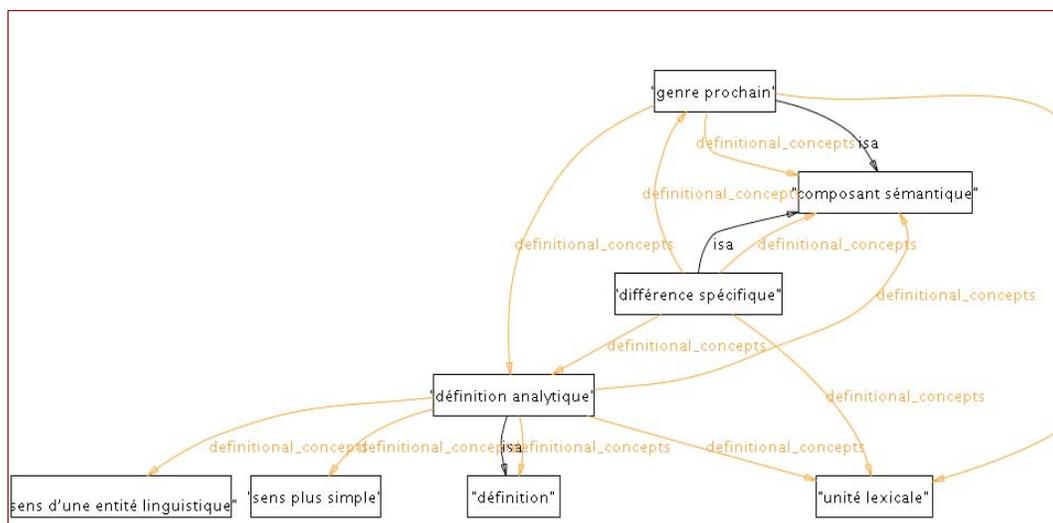 "genre prochain"
definitional_concepts isa
definitional_concepts "composant sémantique"
definitional_concepts isa definitional_concepts
"différence spécifique" definitional_concepts
definitional_concepts
"définition analytique" definitional_concepts
definitional_concepts definitional_concepts isa definitional_concepts definitional_concepts
sens d'une entité linguistique" "sens plus simple" "définition" "unité lexicale"